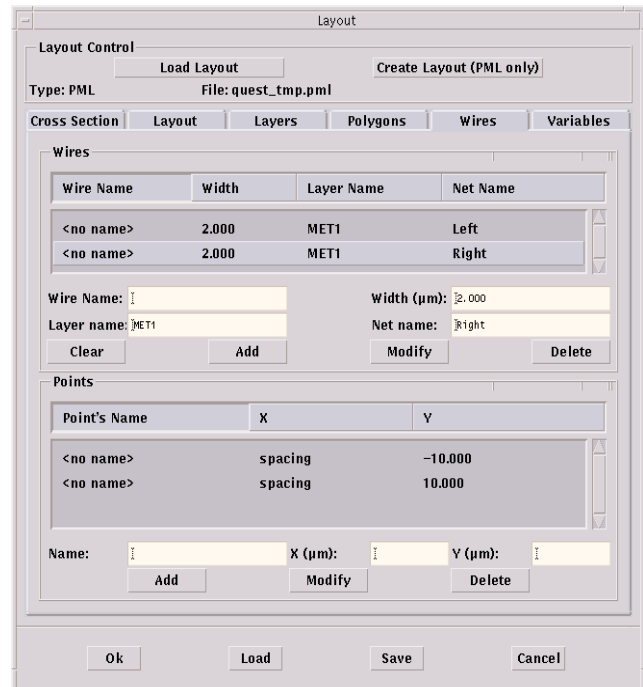 Layout
Layout Control
Load Layout Create Layout (PML only)
Type: PML File: quest_tmp.pml
Cross Section Layout Layers Polygons Wires Variables
Wires
Wire Name Width Layer Name Net Name
<no name> 2.000 MET1 Left
<no name> 2.000 MET1 Right
Wire Name: Width (µm): 2.000
Layer name: MET1 Net name: Right
Clear Add Modify Delete
Points
Point's Name X Y
<no name> spacing −10.000
<no name> spacing 10.000
Name: X (µm): Y (µm):
Add Modify Delete
Ok Load Save Cancel